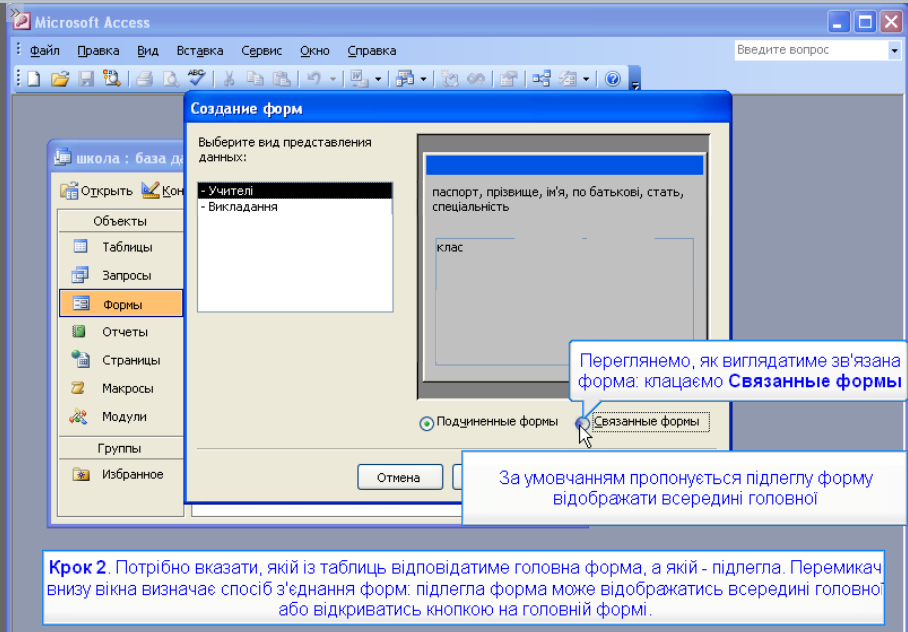 Microsoft Access
Файл Правка Вид Вставка Сервис Окно Справка
Введите вопрос
Создание форм
Выберите вид представления
данных:
- Учителі
- Викладання
паспорт, прізвище, ім'я, по батькові, стать,
спеціальність
клас
школа : база да
Открыть Кон
Объекты
Таблицы
Запросы
Формы
Отчеты
Страницы
Макросы
Модули
Группы
Избранное
Переглянемо, як виглядатиме зв'язана
форма: клацаємо Связанные формы
Подчиненные формы Связанные формы
Отмена
За умовчанням пропонується підлеглу форму
відображати всередині головної
Крок 2. Потрібно вказати, якій із таблиць відповідатиме головна форма, а якій - підлегла. Перемикач
внизу вікна визначає спосіб з'єднання форм: підлегла форма може відображатись всередині головної
або відкриватись кнопкою на головній формі.